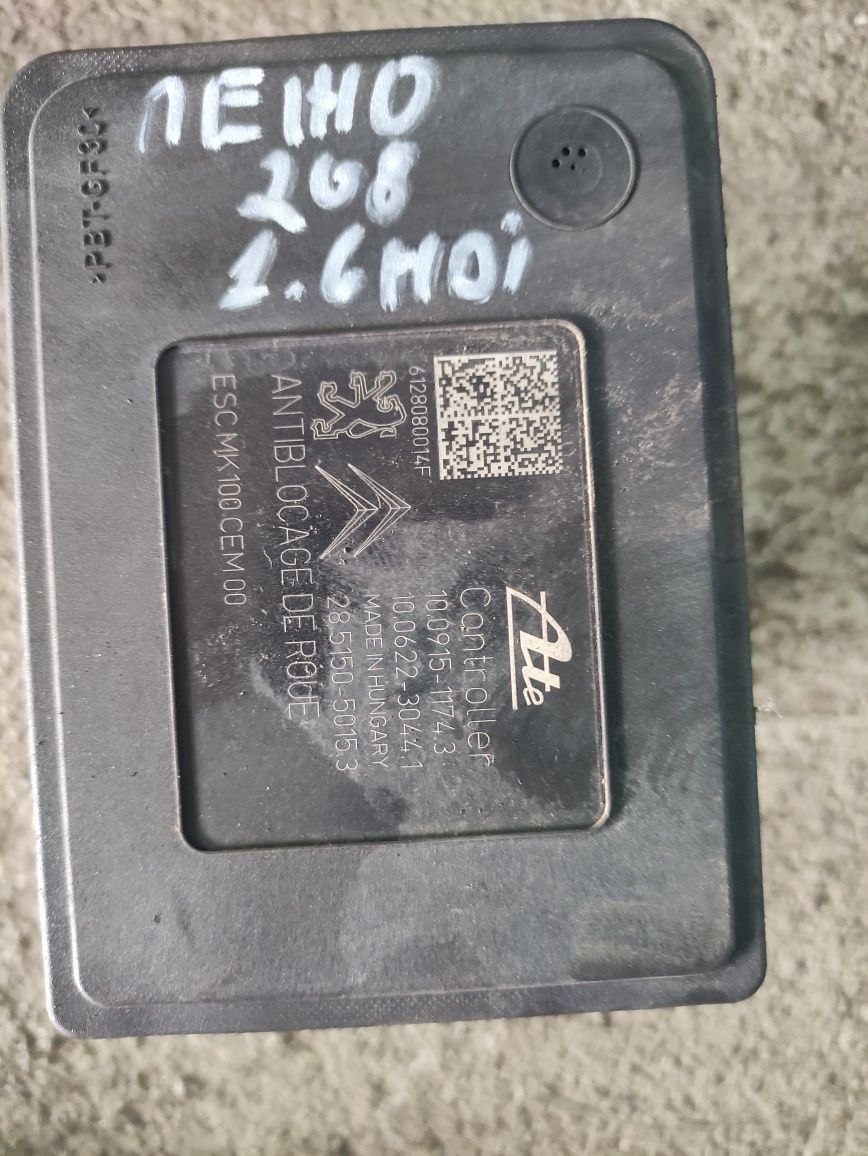 ПЕІНО
208
1.6HDi
>PBT-GF30<
Ate
Controller
10.0915-1174.3
10.0622-3044.1
MADE IN HUNGARY
28.5150-5015.3
6128080014F
ANTIBLOCAGE DE ROUE
ESC MK100 CEM 00